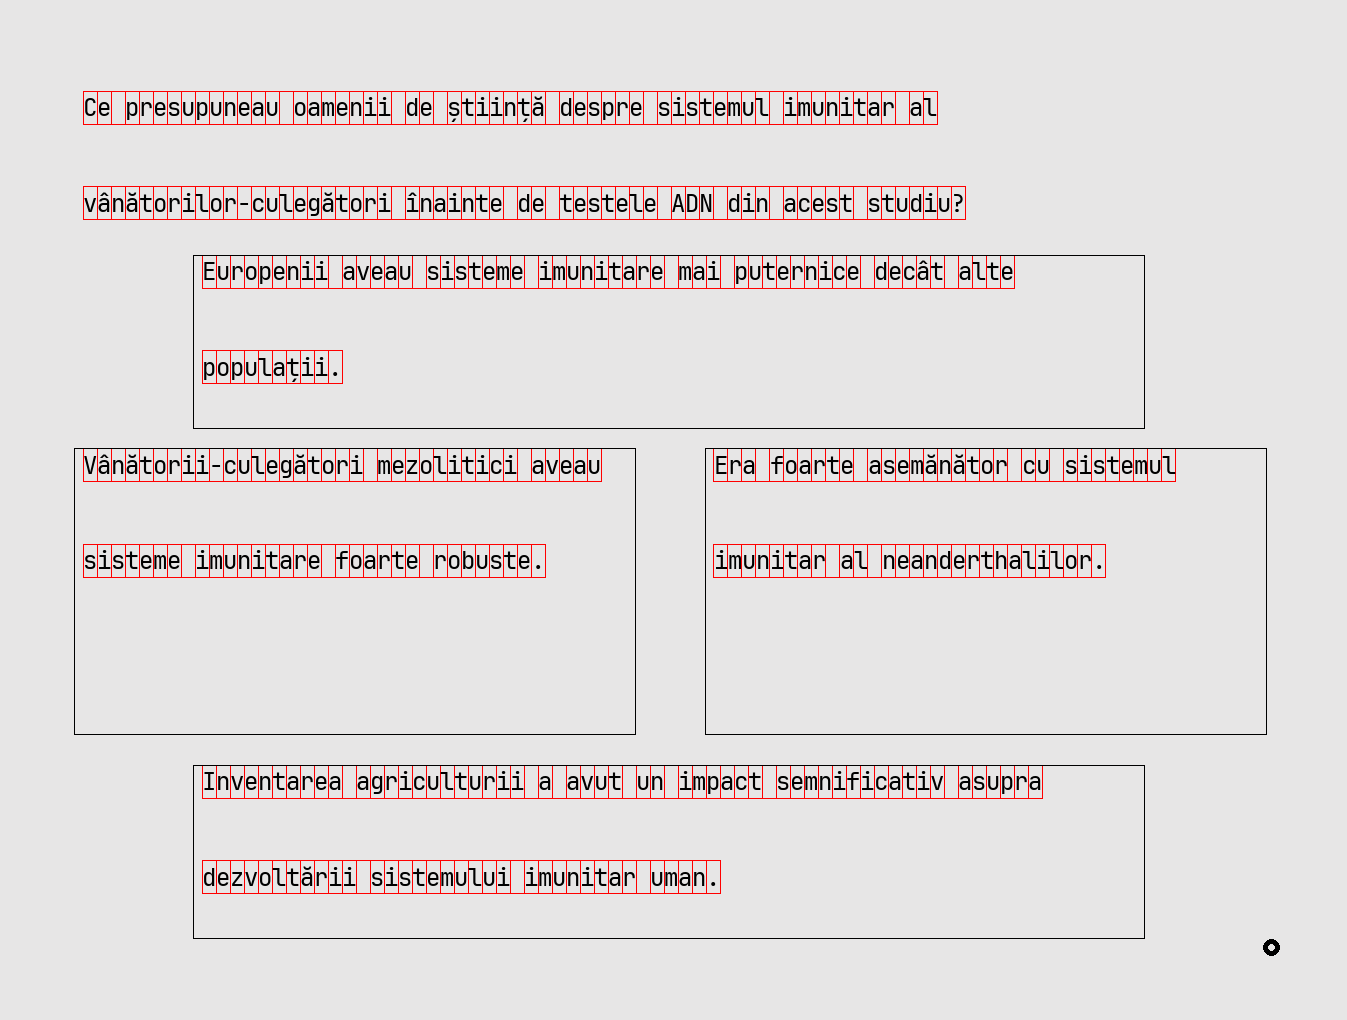 Ce presupuneau oamenii de știință despre sistemul imunitar al
vânătorilor-culegători înainte de testele ADN din acest studiu?
Europenii aveau sisteme imunitare mai puternice decât alte
populații.
Vânătorii-culegători mezolitici aveau
sisteme imunitare foarte robuste.
Era foarte asemănător cu sistemul
imunitar al neanderthalilor.
Inventarea agriculturii a avut un impact semnificativ asupra
dezvoltării sistemului imunitar uman.